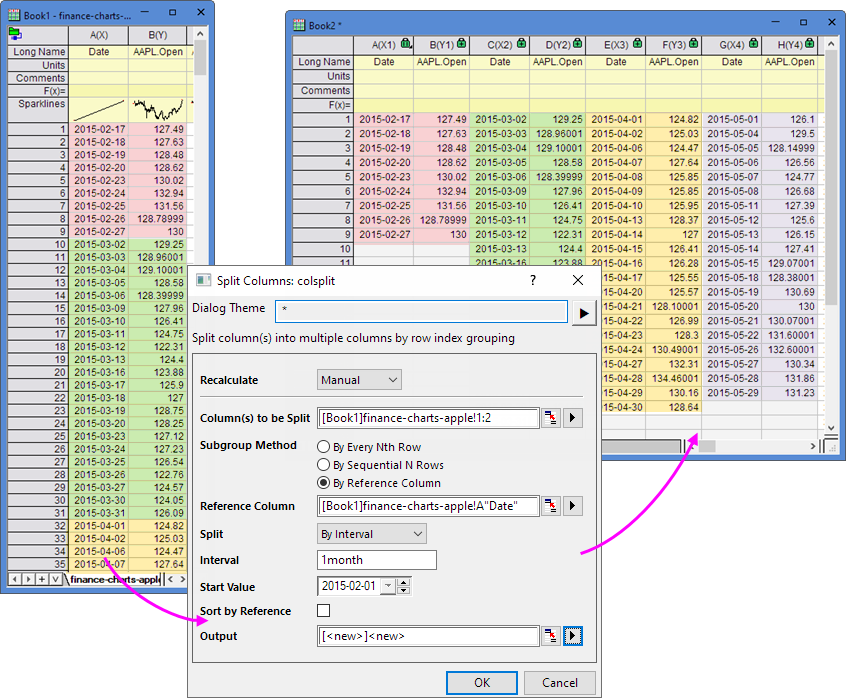 Book1 - finance-charts-...
A(X) B(Y)
Long Name Date AAPL.Open
Units
Comments
F(x)=
Sparklines
1 2015-02-17 127.49
2 2015-02-18 127.63
3 2015-02-19 128.48
4 2015-02-20 128.62
5 2015-02-23 130.02
6 2015-02-24 132.94
7 2015-02-25 131.56
8 2015-02-26 128.78999
9 2015-02-27 130
10 2015-03-02 129.25
11 2015-03-03 128.96001
12 2015-03-04 129.10001
13 2015-03-05 128.58
14 2015-03-06 128.39999
15 2015-03-09 127.96
16 2015-03-10 126.41
17 2015-03-11 124.75
18 2015-03-12 122.31
19 2015-03-13 124.4
20 2015-03-16 123.88
21 2015-03-17 125.9
22 2015-03-18 127
23 2015-03-19 128.75
24 2015-03-20 128.25
25 2015-03-23 127.12
26 2015-03-24 127.23
27 2015-03-25 126.54
28 2015-03-26 122.76
29 2015-03-27 124.57
30 2015-03-30 124.05
31 2015-03-31 126.09
32 2015-04-01 124.82
33 2015-04-02 125.03
34 2015-04-06 124.47
35 2015-04-07 127.64
finance-charts-apple
Book2 *
A(X1) B(Y1) C(X2) D(Y2) E(X3) F(Y3) G(X4) H(Y4)
Long Name Date AAPL.Open Date AAPL.Open Date AAPL.Open Date AAPL.Open
Units
Comments
F(x)=
1 2015-02-17 127.49 2015-03-02 129.25 2015-04-01 124.82 2015-05-01 126.1
2 2015-02-18 127.63 2015-03-03 128.96001 2015-04-02 125.03 2015-05-04 129.5
3 2015-02-19 128.48 2015-03-04 129.10001 2015-04-06 124.47 2015-05-05 128.14999
4 2015-02-20 128.62 2015-03-05 128.58 2015-04-07 127.64 2015-05-06 126.56
5 2015-02-23 130.02 2015-03-06 128.39999 2015-04-08 125.85 2015-05-07 124.77
6 2015-02-24 132.94 2015-03-09 127.96 2015-04-09 125.85 2015-05-08 126.68
7 2015-02-25 131.56 2015-03-10 126.41 2015-04-10 125.95 2015-05-11 127.39
8 2015-02-26 128.78999 2015-03-11 124.75 2015-04-13 128.37 2015-05-12 125.6
9 2015-02-27 130 2015-03-12 122.31 2015-04-14 127 2015-05-13 126.15
10 2015-03-13 124.4 2015-04-15 126.41 2015-05-14 127.41
11 2015-03-16 123.88 2015-04-16 126.28 2015-05-15 129.07001
2015-04-17 125.55 2015-05-18 128.38001
2015-04-20 125.57 2015-05-19 130.69
2015-04-21 128.10001 2015-05-20 130
2015-04-22 126.99 2015-05-21 130.07001
2015-04-23 128.3 2015-05-22 131.60001
2015-04-24 130.49001 2015-05-26 132.60001
2015-04-27 132.31 2015-05-27 130.34
2015-04-28 134.46001 2015-05-28 131.86
2015-04-29 130.16 2015-05-29 131.23
2015-04-30 128.64
Split Columns: colsplit
Dialog Theme *
Split column(s) into multiple columns by row index grouping
Recalculate Manual
Column(s) to be Split [Book1]finance-charts-apple!1:2
Subgroup Method By Every Nth Row
By Sequential N Rows
By Reference Column
Reference Column [Book1]finance-charts-apple!A"Date"
Split By Interval
Interval 1month
Start Value 2015-02-01
Sort by Reference
Output [<new>]<new>
OK Cancel